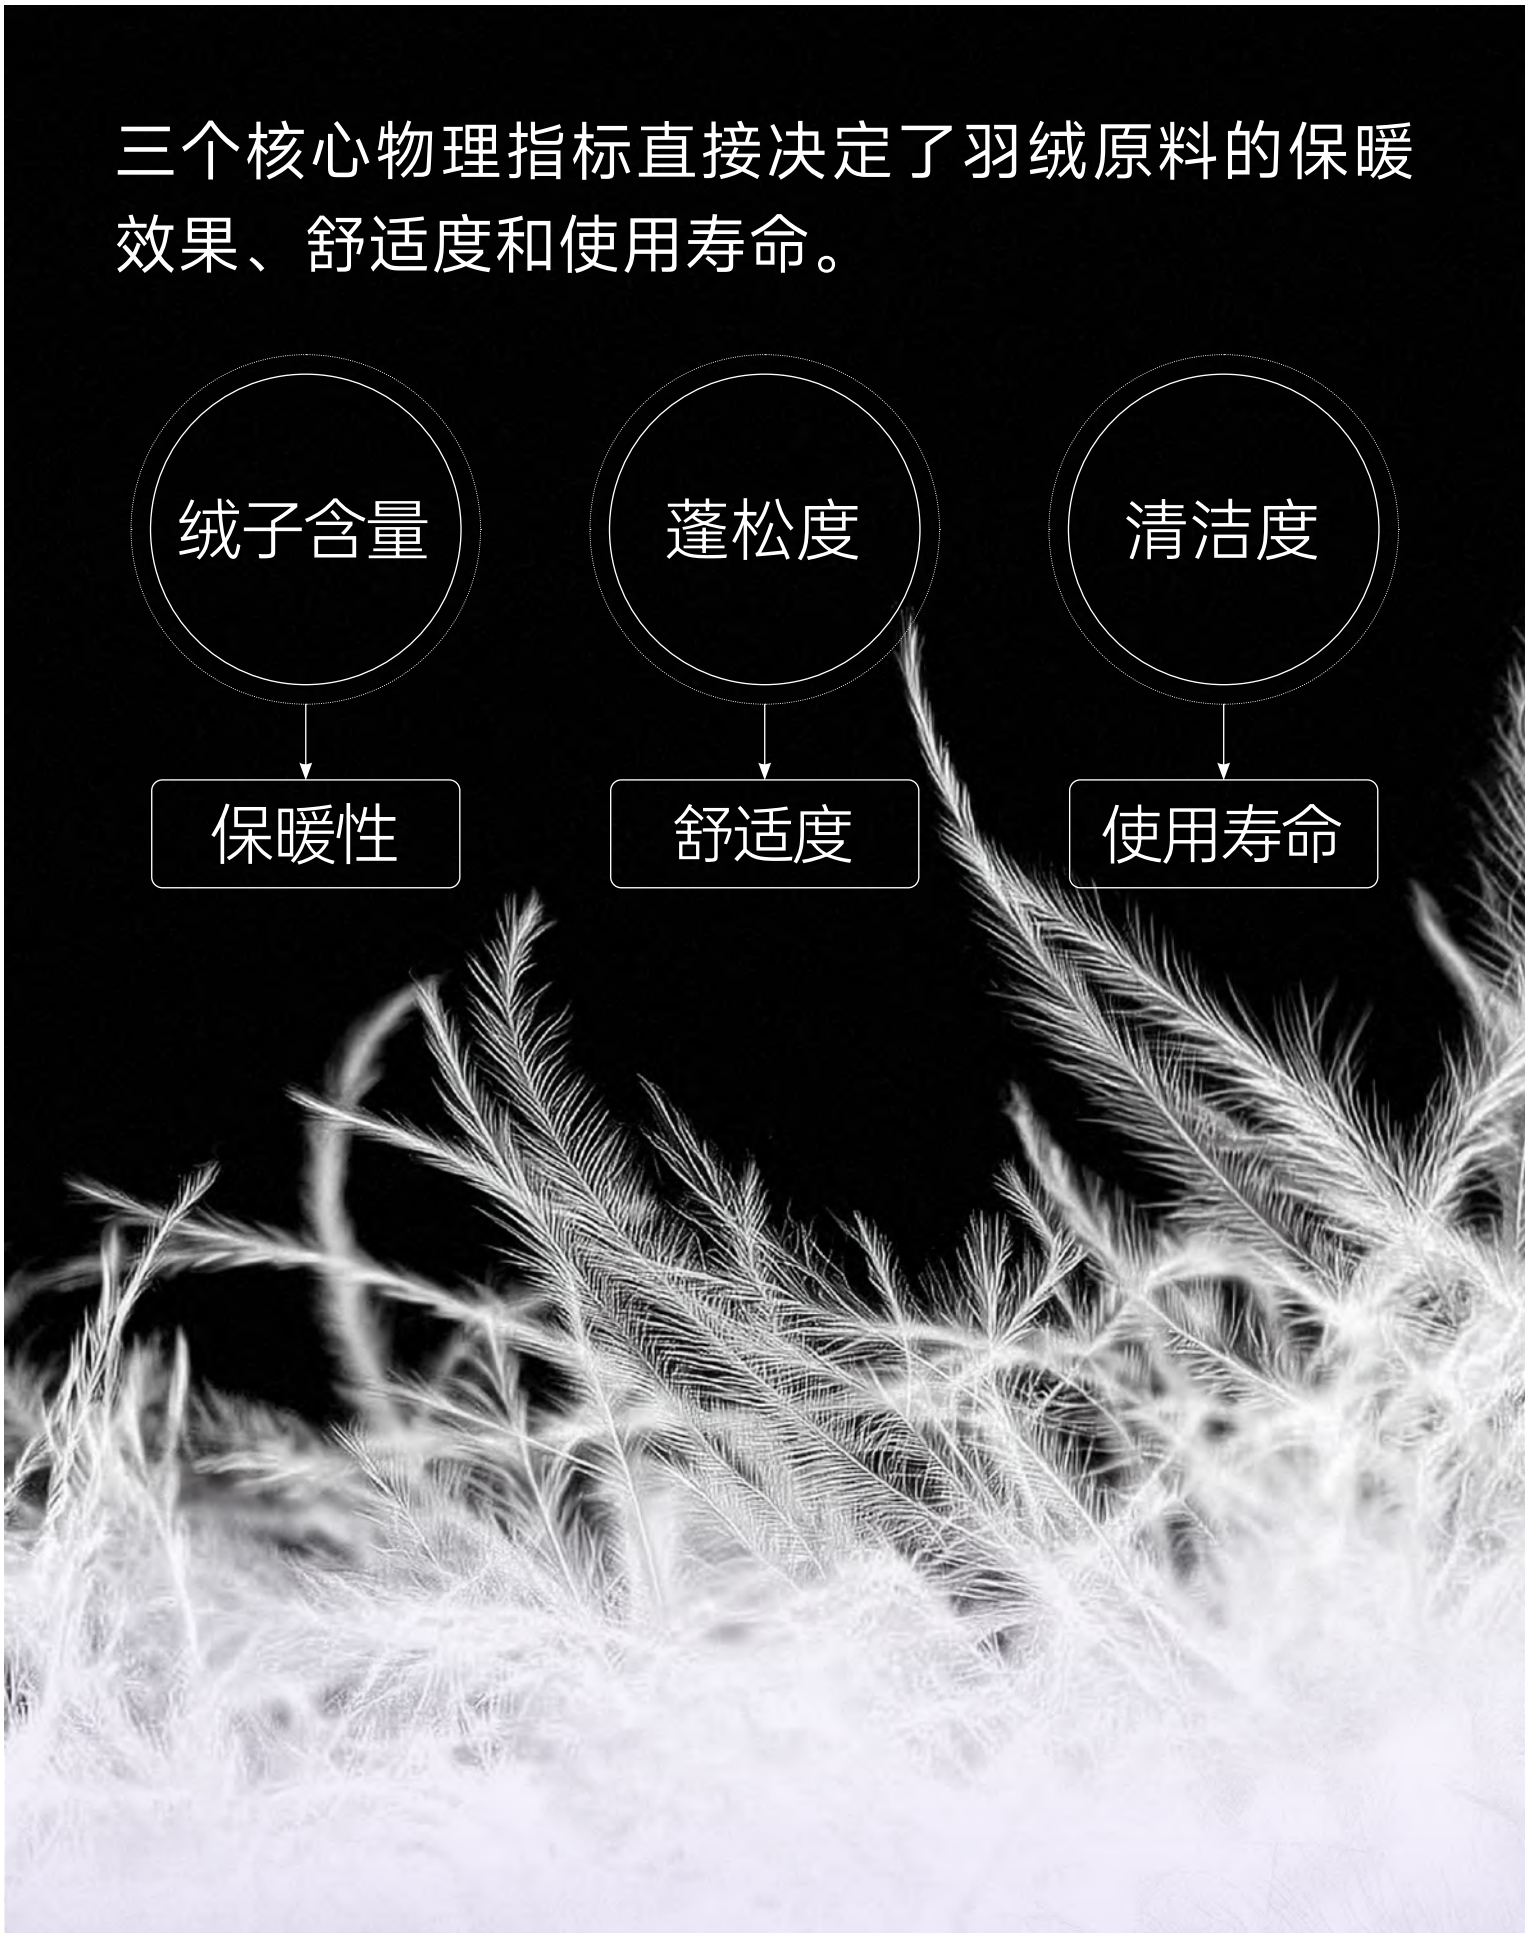 三个核心物理指标直接决定了羽绒原料的保暖
效果、舒适度和使用寿命。
绒子含量
蓬松度
清洁度
保暖性
舒适度
使用寿命